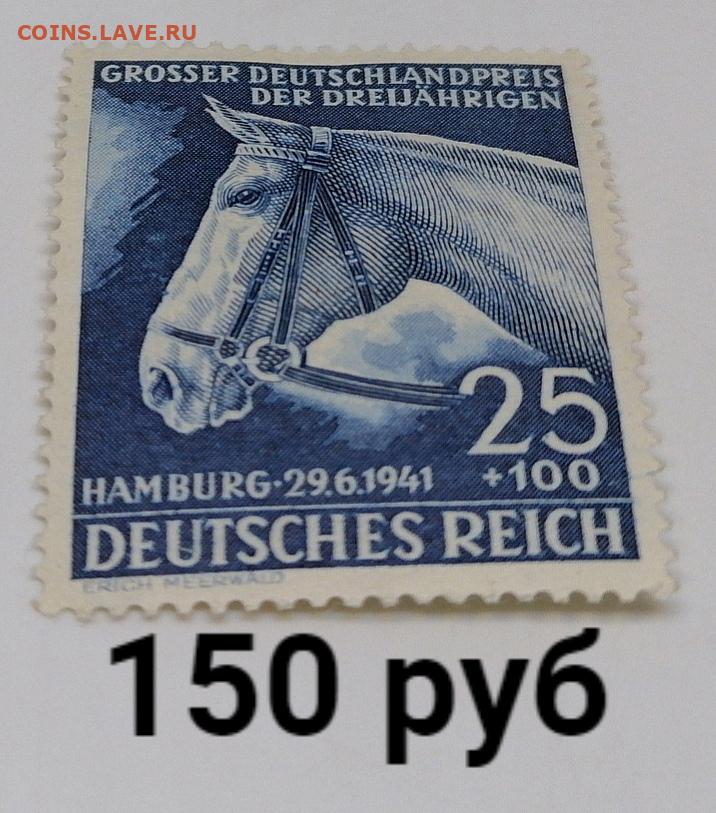 COINS.LAVE.RU
GROSSER DEUTSCHLANDPREIS
DER DREIJÄHRIGEN
25
HAMBURG·29.6.1941 +100
DEUTSCHES REICH
ERICH MEERWALD
150 руб